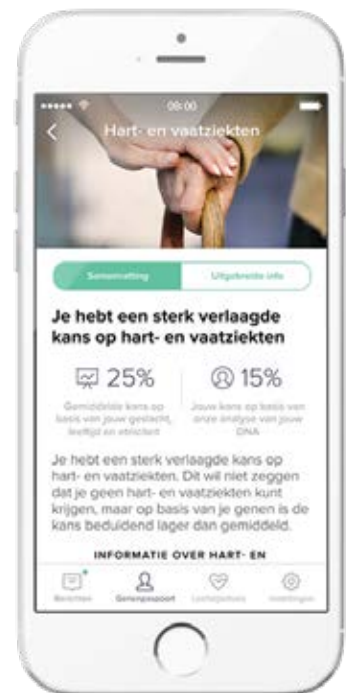 08:00
Hart- en vaatziekten
Samenvatting
Uitgebreide info
Je hebt een sterk verlaagde
kans op hart- en vaatziekten
25%
15%
Gemiddelde kans op
basis van jouw geslacht,
leeftijd en etniciteit
Jouw kans op basis van
onze analyse van jouw
DNA
Je hebt een sterk verlaagde kans op
hart- en vaatziekten. Dit wil niet zeggen
dat je geen hart- en vaatziekten kunt
krijgen, maar op basis van je genen is de
kans beduidend lager dan gemiddeld.
INFORMATIE OVER HART- EN
Berichten
Genenpaspoort
Instellingen